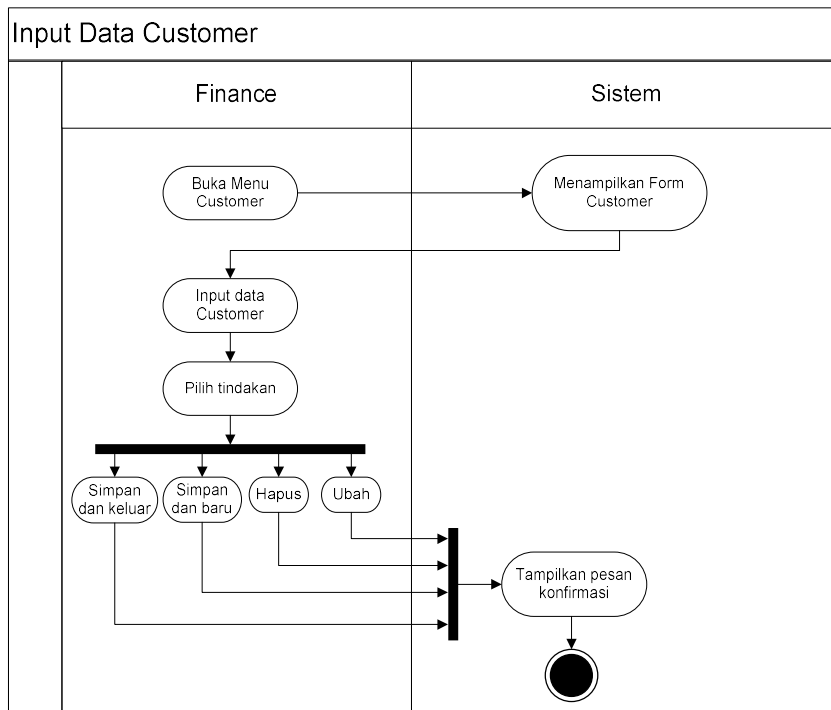 Input Data Customer
Finance
Sistem
Buka Menu
Customer
Menampilkan Form
Customer
Input data
Customer
Pilih tindakan
Simpan
dan keluar
Simpan
dan baru
Hapus
Ubah
Tampilkan pesan
konfirmasi